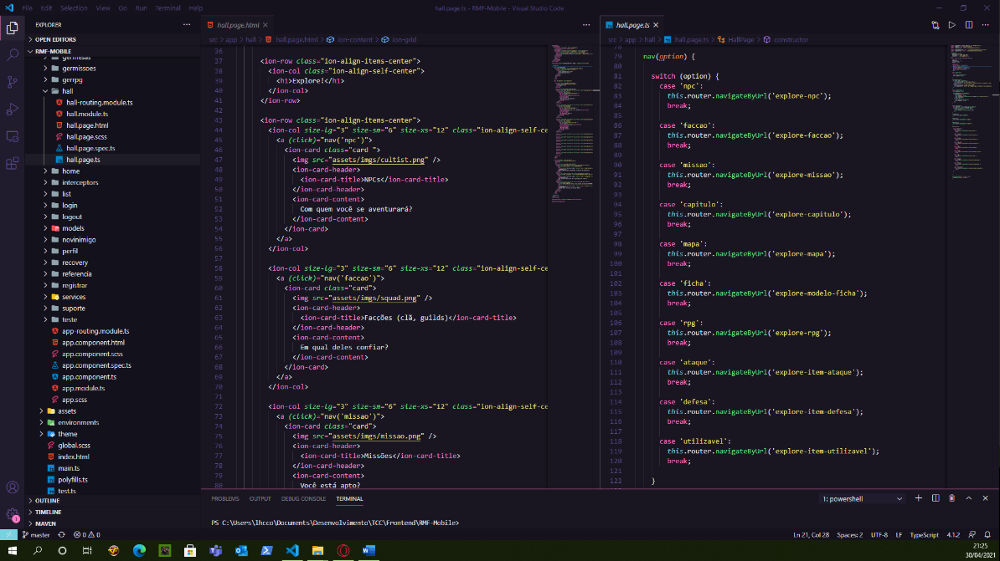 File Edit Selection View Go Run Terminal Help
hall.page.ts - RMF-Mobile - Visual Studio Code
EXPLORER
OPEN EDITORS
RMF-MOBILE
germesas
germissoes
gerrpg
hall
hall-routing.module.ts
hall.module.ts
hall.page.html
hall.page.scss
hall.page.spec.ts
hall.page.ts
home
interceptors
list
login
logout
models
novinimigo
perfil
recovery
referencia
registrar
services
suporte
teste
app-routing.module.ts
app.component.html
app.component.scss
app.component.spec.ts
app.component.ts
app.module.ts
app.scss
assets
environments
theme
global.scss
index.html
main.ts
polyfills.ts
test.ts
OUTLINE
TIMELINE
MAVEN
hall.page.html
src > app > hall > hall.page.html > ion-content > ion-grid
36
37 <ion-row class="ion-align-items-center">
38 <ion-col class="ion-align-self-center">
39 <h1>Explore!</h1>
40 </ion-col>
41 </ion-row>
42
43 <ion-row class="ion-align-items-center">
44 <ion-col size-lg="3" size-sm="6" size-xs="12" class="ion-align-self-ce
45 <a (click)="nav('npc')">
46 <ion-card class="card ">
47 <img src="assets/imgs/cultist.png" />
48 <ion-card-header>
49 <ion-card-title>NPCs</ion-card-title>
50 </ion-card-header>
51 <ion-card-content>
52 Com quem você se aventurará?
53 </ion-card-content>
54 </ion-card>
55 </a>
56 </ion-col>
57
58 <ion-col size-lg="3" size-sm="6" size-xs="12" class="ion-align-self-ce
59 <a (click)="nav('faccao')">
60 <ion-card class="card">
61 <img src="assets/imgs/squad.png" />
62 <ion-card-header>
63 <ion-card-title>Facções (clã, guilds)</ion-card-title>
64 </ion-card-header>
65 <ion-card-content>
66 Em qual deles confiar?
67 </ion-card-content>
68 </ion-card>
69 </a>
70 </ion-col>
71
72 <ion-col size-lg="3" size-sm="6" size-xs="12" class="ion-align-self-ce
73 <a (click)="nav('missao')">
74 <ion-card class="card">
75 <img src="assets/imgs/missao.png" />
76 <ion-card-header>
77 <ion-card-title>Missões</ion-card-title>
78 </ion-card-header>
79 <ion-card-content>
80 Você está apto?
hall.page.ts
src > app > hall > hall.page.ts > HallPage > constructor
79 nav(option) {
80
81 switch (option) {
82 case 'npc':
83 this.router.navigateByUrl('explore-npc');
84 break;
85
86 case 'faccao':
87 this.router.navigateByUrl('explore-faccao');
88 break;
89
90 case 'missao':
91 this.router.navigateByUrl('explore-missao');
92 break;
93
94 case 'capitulo':
95 this.router.navigateByUrl('explore-capitulo');
96 break;
97
98 case 'mapa':
99 this.router.navigateByUrl('explore-mapa');
100 break;
101
102 case 'ficha':
103 this.router.navigateByUrl('explore-modelo-ficha');
104 break;
105
106 case 'rpg':
107 this.router.navigateByUrl('explore-rpg');
108 break;
109
110 case 'ataque':
111 this.router.navigateByUrl('explore-item-ataque');
112 break;
113
114 case 'defesa':
115 this.router.navigateByUrl('explore-item-defesa');
116 break;
117
118 case 'utilizavel':
119 this.router.navigateByUrl('explore-item-utilizavel');
120 break;
121
122 }
PROBLEMS OUTPUT DEBUG CONSOLE TERMINAL
1: powershell
PS C:\Users\lhcco\Documents\Desenvolvimento\TCC\Frontend\RMF-Mobile>
master 0 0
Ln 21, Col 28 Spaces: 2 UTF-8 LF TypeScript 4.1.2
21:25
30/04/2021